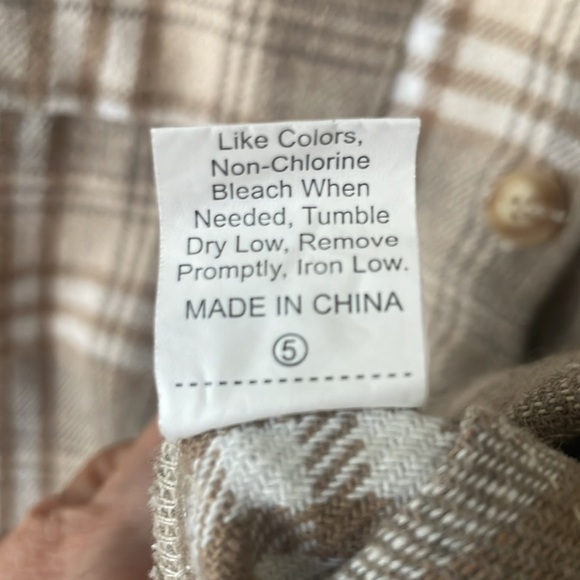 Like Colors,
Non-Chlorine
Bleach When
Needed, Tumble
Dry Low, Remove
Promptly, Iron Low.
MADE IN CHINA
⑤